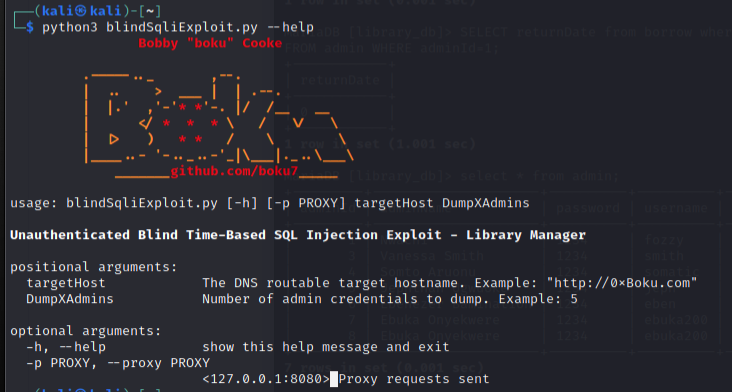 (kali㉿kali)-[~]
$ python3 blindSqliExploit.py --help
Bobby "boku" Cooke
github.com/boku7
usage: blindSqliExploit.py [-h] [-p PROXY] targetHost DumpXAdmins
Unauthenticated Blind Time-Based SQL Injection Exploit - Library Manager
positional arguments:
targetHost The DNS routable target hostname. Example: "http://0xBoku.com"
DumpXAdmins Number of admin credentials to dump. Example: 5
optional arguments:
-h, --help show this help message and exit
-p PROXY, --proxy PROXY
<127.0.0.1:8080> Proxy requests sent